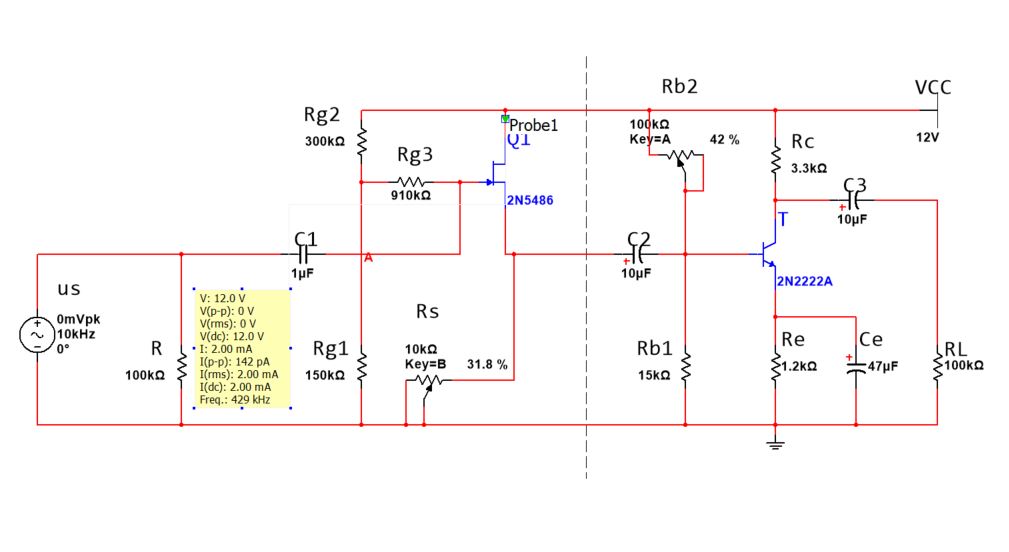 Rb2
VCC
12V
Rg2
300kΩ
Probe1
Q1
100kΩ
Key=A
42 %
Rc
3.3kΩ
Rg3
910kΩ
2N5486
C3
+
10µF
T
C1
1µF
A
C2
+
10µF
2N2222A
us
0mVpk
10kHz
0°
+
V: 12.0 V
V(p-p): 0 V
V(rms): 0 V
V(dc): 12.0 V
I: 2.00 mA
I(p-p): 142 pA
I(rms): 2.00 mA
I(dc): 2.00 mA
Freq.: 429 kHz
R
100kΩ
Rg1
150kΩ
Rs
10kΩ
Key=B
31.8 %
Rb1
15kΩ
Re
1.2kΩ
Ce
+
47µF
RL
100kΩ